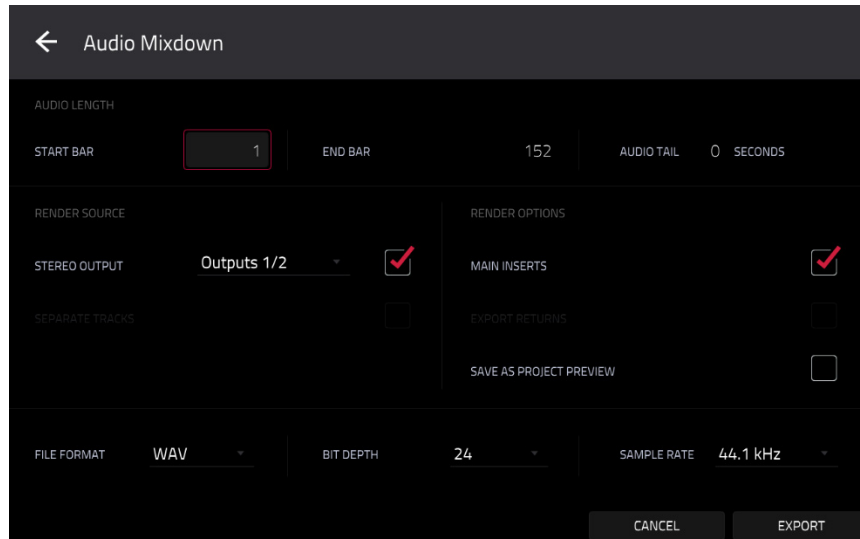 Audio Mixdown
AUDIO LENGTH
START BAR 1 END BAR 152 AUDIO TAIL 0 SECONDS
RENDER SOURCE RENDER OPTIONS
STEREO OUTPUT Outputs 1/2 MAIN INSERTS
SEPARATE TRACKS EXPORT RETURNS
SAVE AS PROJECT PREVIEW
FILE FORMAT WAV BIT DEPTH 24 SAMPLE RATE 44.1 kHz
CANCEL EXPORT